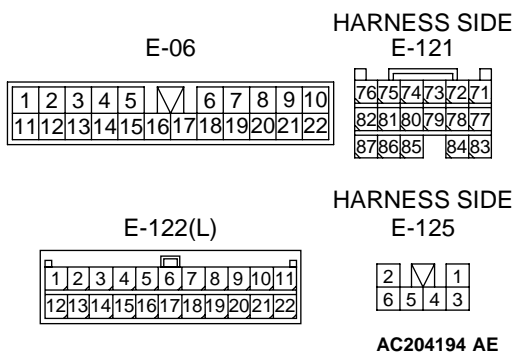 E-06
1 2 3 4 5 6 7 8 9 10
11 12 13 14 15 16 17 18 19 20 21 22
HARNESS SIDE
E-121
76 75 74 73 72 71
82 81 80 79 78 77
87 86 85 84 83
E-122(L)
1 2 3 4 5 6 7 8 9 10 11
12 13 14 15 16 17 18 19 20 21 22
HARNESS SIDE
E-125
2 1
6 5 4 3
AC204194 AE